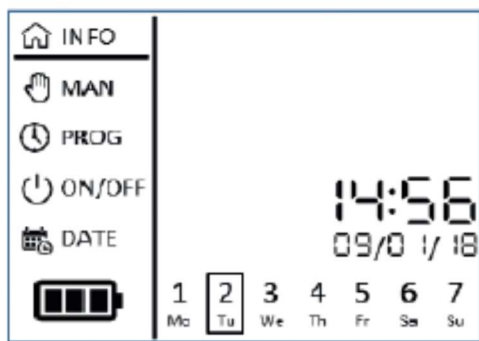 INFO
MAN
PROG
ON/OFF
DATE
14:56
09/01/18
1 2 3 4 5 6 7
Mo Tu We Th Fr Sa Su